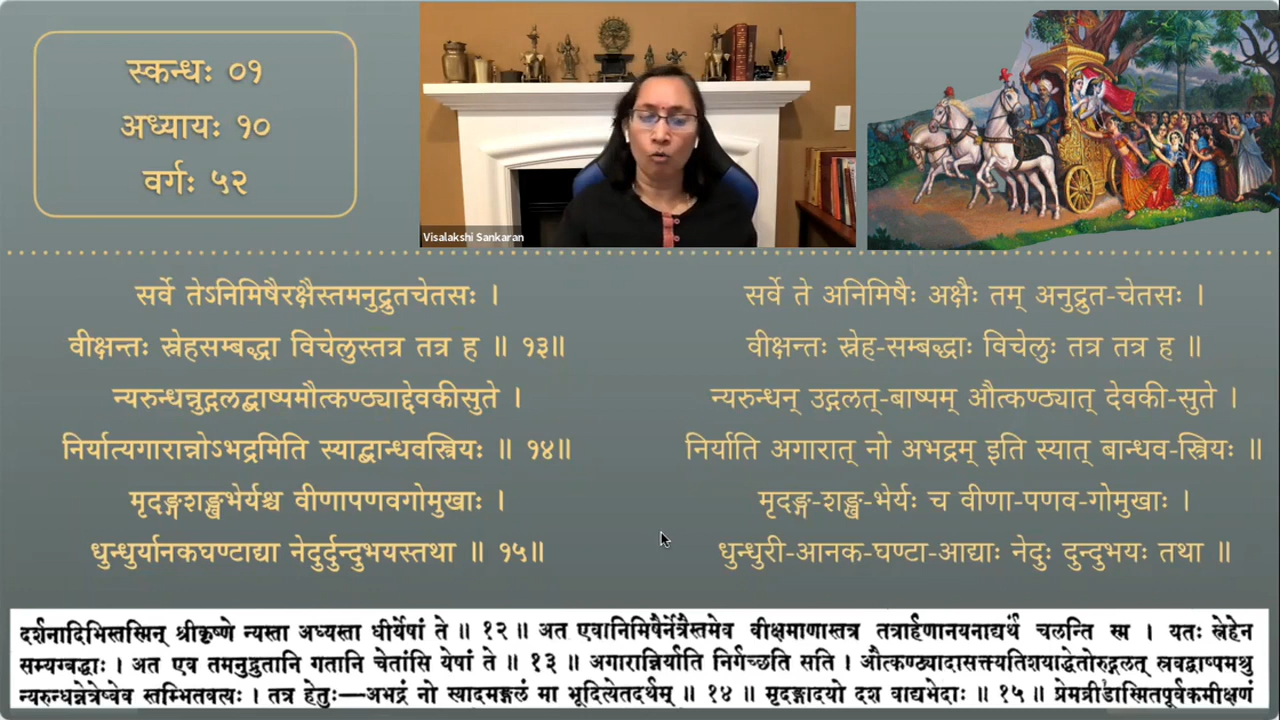 स्कन्धः ०१
अध्यायः १०
वर्गः ५२
Visalakshi Sankaran
सर्वे तेऽनिमिषैरक्षैस्तमनुद्रुतचेतसः ।
वीक्षन्तः स्नेहसम्बद्धा विचेलुस्तत्र तत्र ह ॥ १३॥
न्यरुन्धन्नुद्गलद्बाष्पमौत्कण्ठ्याद्देवकीसुते ।
निर्यात्यगारान्नोऽभद्रमिति स्याद्बान्धवस्त्रियः ॥ १४॥
मृदङ्गशङ्खभेर्यश्च वीणापणवगोमुखाः ।
धुन्धुर्यानकघण्टाद्या नेदुर्दुन्दुभयस्तथा ॥ १५॥
सर्वे ते अनिमिषैः अक्षैः तम् अनुद्रुत-चेतसः ।
वीक्षन्तः स्नेह-सम्बद्धाः विचेलुः तत्र तत्र ह ॥
न्यरुन्धन् उद्गलत्-बाष्पम् औत्कण्ठ्यात् देवकी-सुते ।
निर्याति अगारात् नो अभद्रम् इति स्यात् बान्धव-स्त्रियः ॥
मृदङ्ग-शङ्ख-भेर्यः च वीणा-पणव-गोमुखाः ।
धुन्धुरी-आनक-घण्टा-आद्याः नेदुः दुन्दुभयः तथा ॥
दर्शनादिभिस्तस्मिन् श्रीकृष्णे न्यस्ता अध्यस्ता धीर्येषां ते ॥ १२ ॥ अत एवानिमिषैर्नेत्रैस्तमेव वीक्षमाणास्तत्र तत्रार्हणानयनाद्यर्थं चलन्ति स्म । यतः स्नेहेन
सम्यग्बद्धाः । अत एव तमनुद्रुतानि गतानि चेतांसि येषां ते ॥ १३ ॥ अगारान्निर्याति निर्गच्छति सति । औत्कण्ठ्यादासक्त्यतिशयाद्धेतोरुद्गलत् स्रवद्बाष्पमश्रु
न्यरुन्धन्नेत्रेष्वेव स्तम्भितवत्यः । तत्र हेतुः—अभद्रं नो स्यादमङ्गलं मा भूदित्येतदर्थम् ॥ १४ ॥ मृदङ्गादयो दश वाद्यभेदाः ॥ १५ ॥ प्रेमव्रीडास्मितपूर्वकमीक्षणं